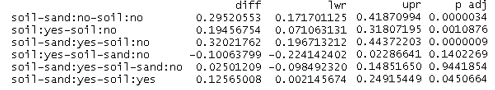 diff lwr upr p adj
soil-sand:no-soil:no 0.29520553 0.171701125 0.41870994 0.0000034
soil:yes-soil:no 0.19456754 0.071063131 0.31807195 0.0010876
soil-sand:yes-soil:no 0.32021762 0.196713212 0.44372203 0.0000009
soil:yes-soil-sand:no -0.10063799 -0.224142402 0.02286641 0.1402269
soil-sand:yes-soil-sand:no 0.02501209 -0.098492320 0.14851650 0.9441854
soil-sand:yes-soil:yes 0.12565008 0.002145674 0.24915449 0.0450664